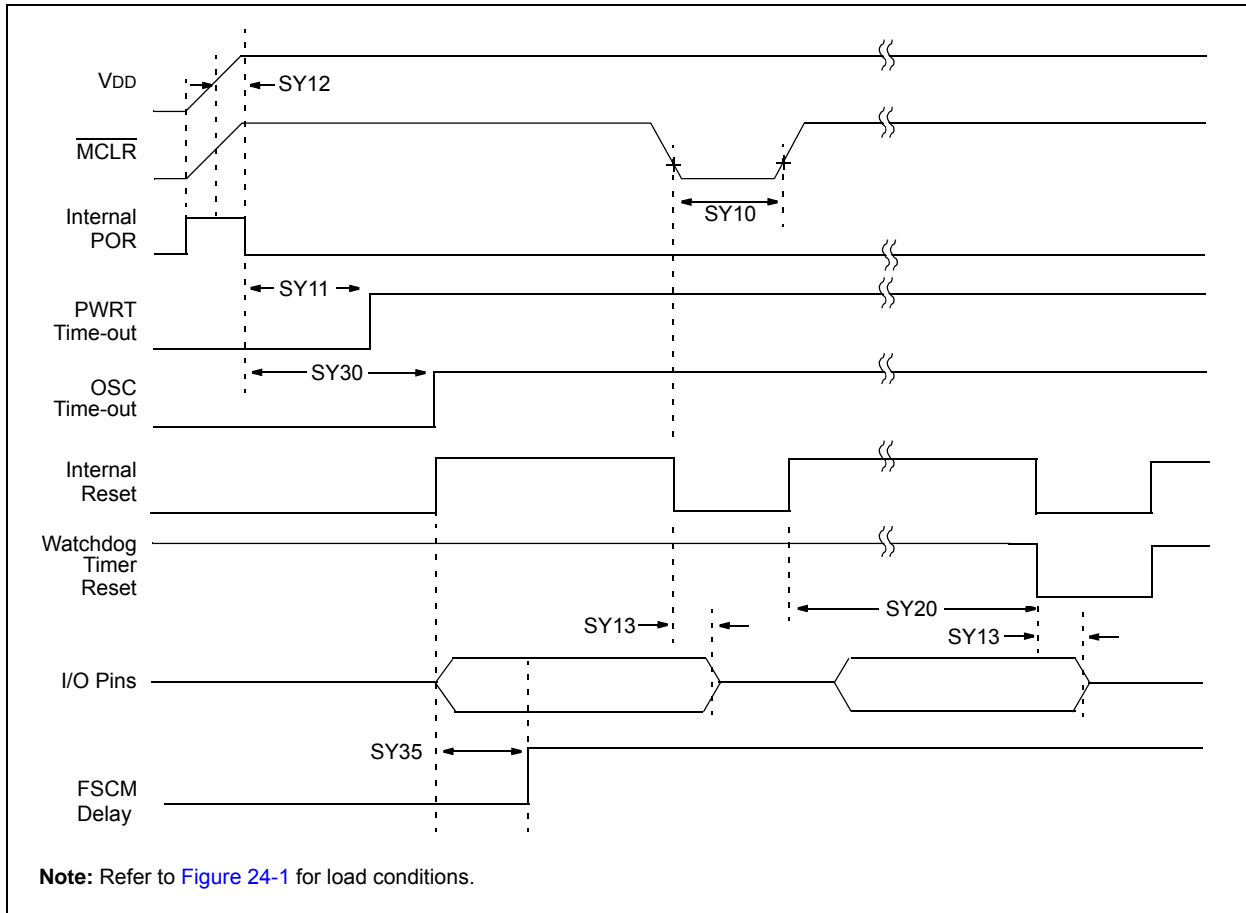 VDD
SY12
MCLR
SY10
Internal
POR
SY11
PWRT
Time-out
SY30
OSC
Time-out
Internal
Reset
Watchdog
Timer
Reset
SY20
SY13
SY13
I/O Pins
SY35
FSCM
Delay
Note: Refer to Figure 24-1 for load conditions.